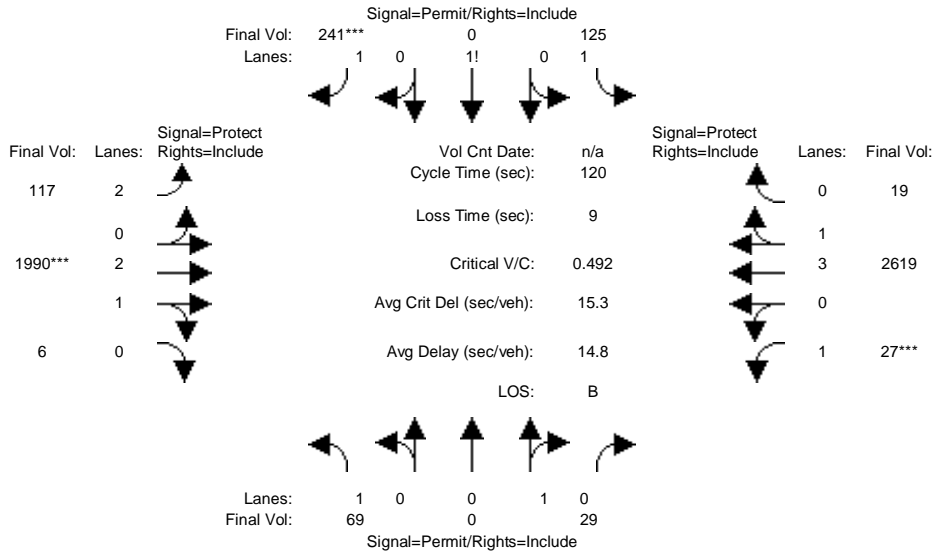 Signal=Permit/Rights=Include
Final Vol: 241*** 0 125
Lanes: 1 0 1! 0 1
Signal=Protect Signal=Protect
Final Vol: Lanes: Rights=Include Vol Cnt Date: n/a Rights=Include Lanes: Final Vol:
Cycle Time (sec): 120
117 2 0 19
Loss Time (sec): 9
0 1
1990*** 2 Critical V/C: 0.492 3 2619
1 Avg Crit Del (sec/veh): 15.3 0
6 0 Avg Delay (sec/veh): 14.8 1 27***
LOS: B
Lanes: 1 0 0 1 0
Final Vol: 69 0 29
Signal=Permit/Rights=Include